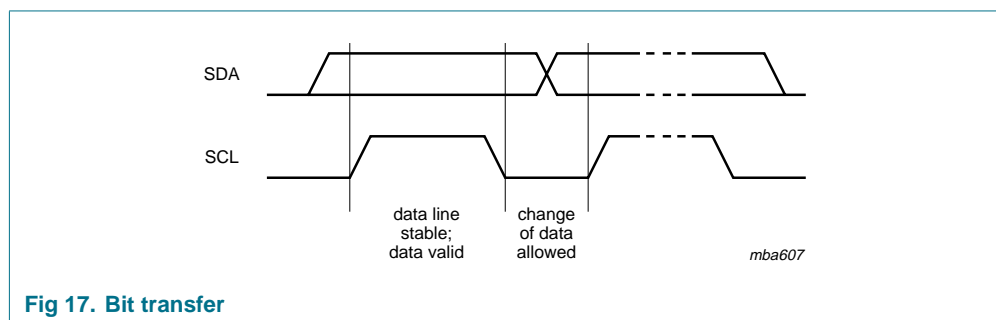 SDA
SCL
data line
stable;
data valid
change
of data
allowed
mba607
Fig 17. Bit transfer